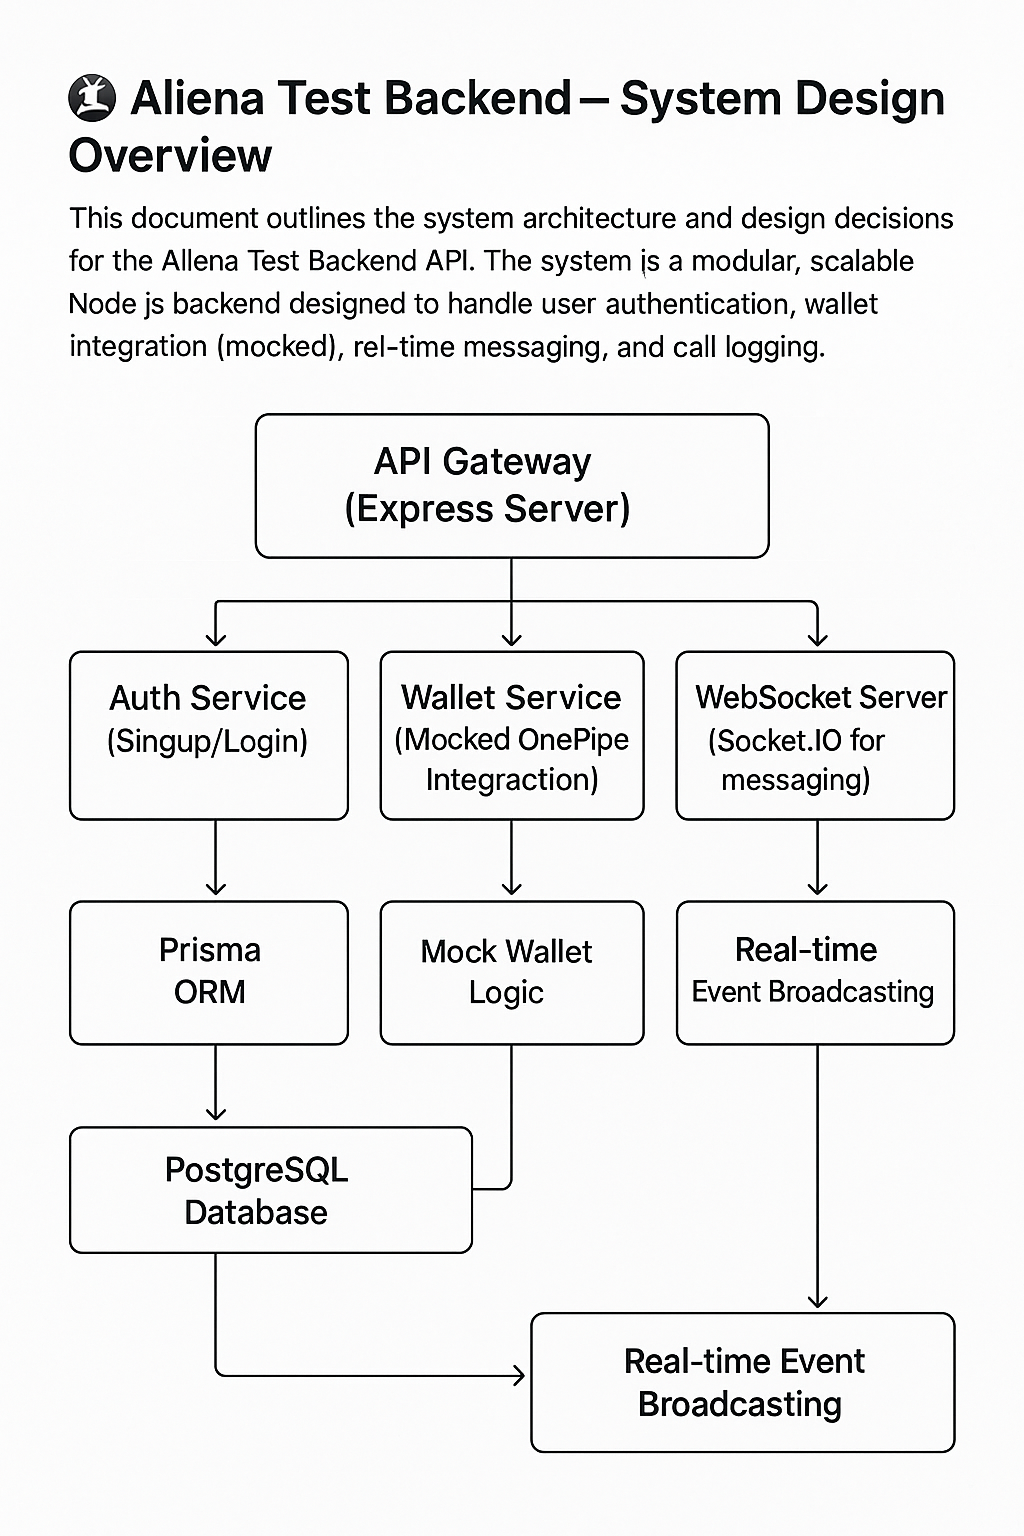 Aliena Test Backend – System Design
Overview
This document outlines the system architecture and design decisions
for the Allena Test Backend API. The system is a modular, scalable
Node js backend designed to handle user authentication, wallet
integration (mocked), rel-time messaging, and call logging.
API Gateway
(Express Server)
Auth Service
(Singup/Login)
Wallet Service
(Mocked OnePipe
Integraction)
WebSocket Server
(Socket.IO for
messaging)
Prisma
ORM
Mock Wallet
Logic
Real-time
Event Broadcasting
PostgreSQL
Database
Real-time Event
Broadcasting